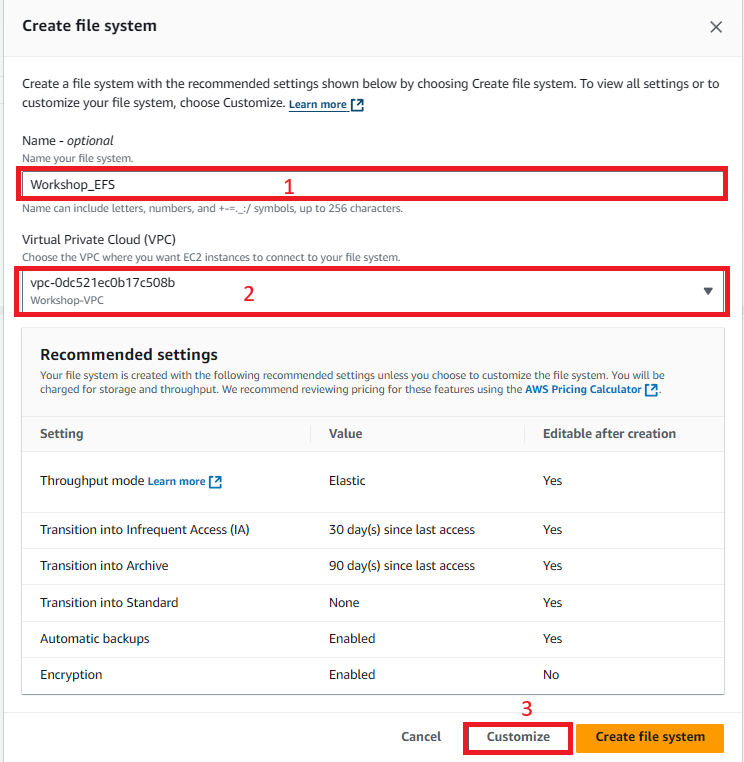 Create file system
Create a file system with the recommended settings shown below by choosing Create file system. To view all settings or to
customize your file system, choose Customize. Learn more
Name - optional
Name your file system.
Workshop_EFS
1
Name can include letters, numbers, and +-=._:/ symbols, up to 256 characters.
Virtual Private Cloud (VPC)
Choose the VPC where you want EC2 instances to connect to your file system.
vpc-0dc521ec0b17c508b
Workshop-VPC
2
Recommended settings
Your file system is created with the following recommended settings unless you choose to customize the file system. You will be
charged for storage and throughput. We recommend reviewing pricing for these features using the AWS Pricing Calculator.
Setting Value Editable after creation
Throughput mode Learn more Elastic Yes
Transition into Infrequent Access (IA) 30 day(s) since last access Yes
Transition into Archive 90 day(s) since last access Yes
Transition into Standard None Yes
Automatic backups Enabled Yes
Encryption Enabled No
3
Cancel Customize Create file system